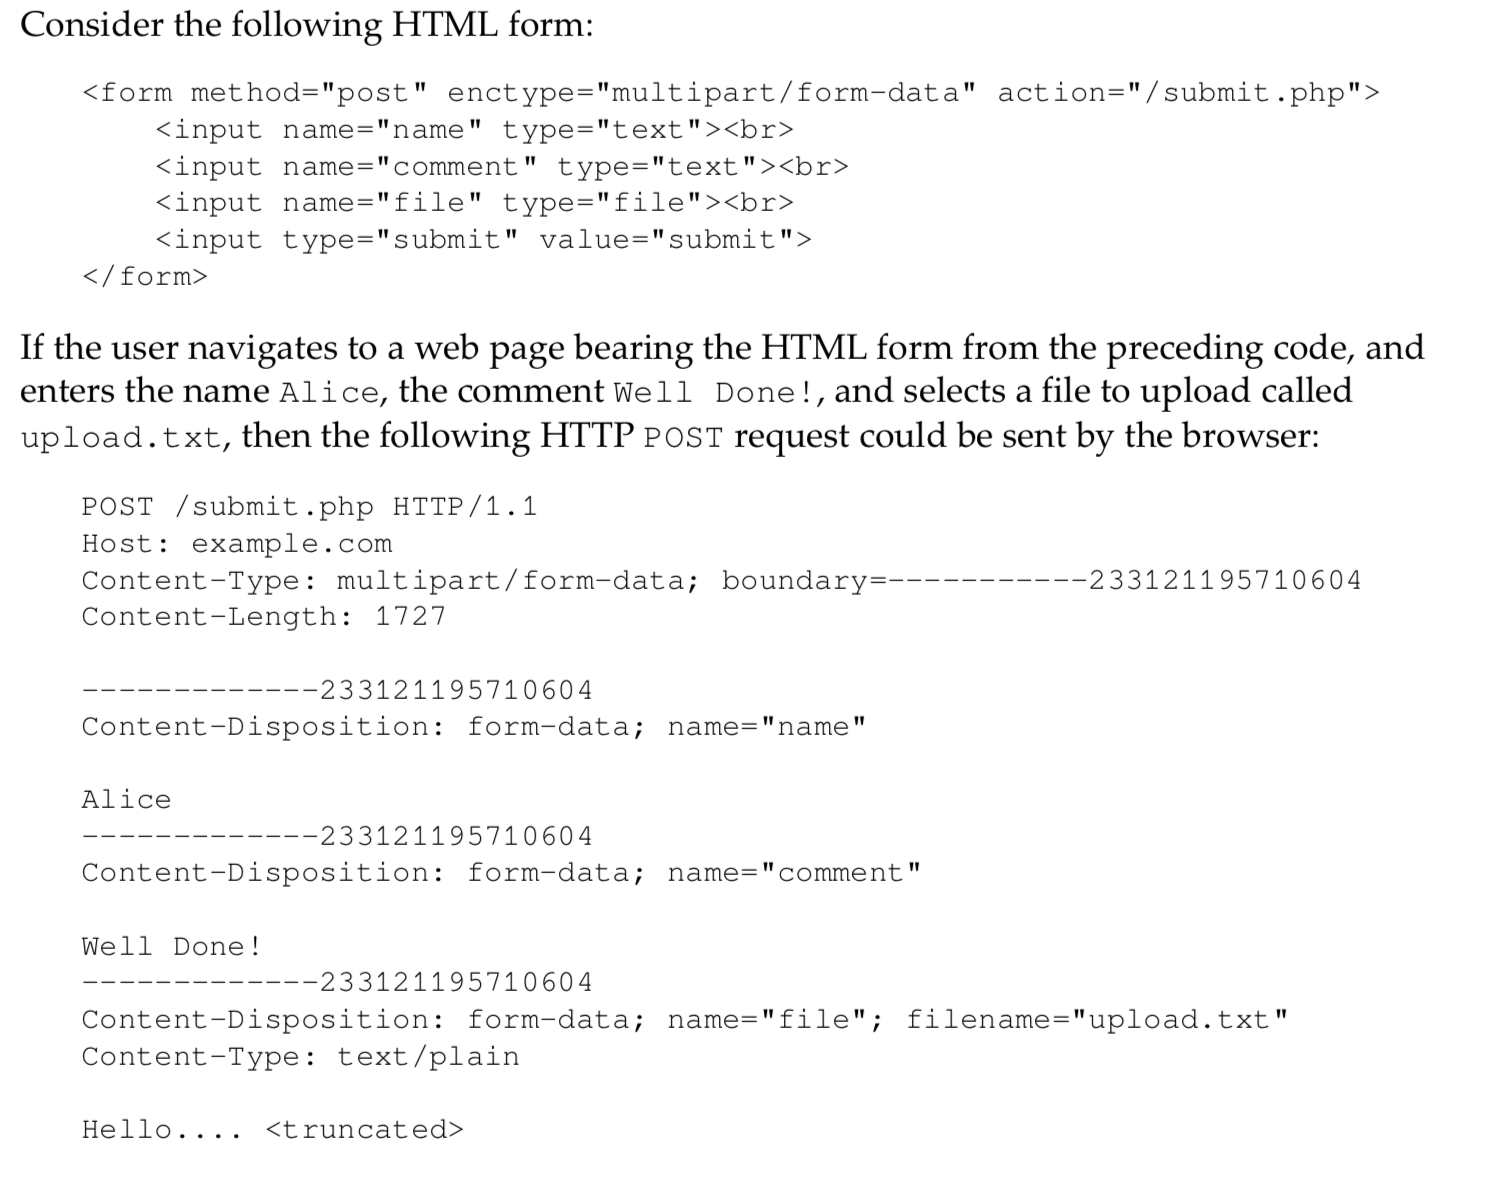 Consider the following HTML form:
<form method="post" enctype="multipart/form-data" action="/submit.php">
<input name="name" type="text"><br>
<input name="comment" type="text"><br>
<input name="file" type="file"><br>
<input type="submit" value="submit">
</form>
If the user navigates to a web page bearing the HTML form from the preceding code, and
enters the name Alice, the comment Well Done!, and selects a file to upload called
upload.txt, then the following HTTP POST request could be sent by the browser:
POST /submit.php HTTP/1.1
Host: example.com
Content-Type: multipart/form-data; boundary=-----------233121195710604
Content-Length: 1727
-------------233121195710604
Content-Disposition: form-data; name="name"
Alice
-------------233121195710604
Content-Disposition: form-data; name="comment"
Well Done!
-------------233121195710604
Content-Disposition: form-data; name="file"; filename="upload.txt"
Content-Type: text/plain
Hello.... <truncated>